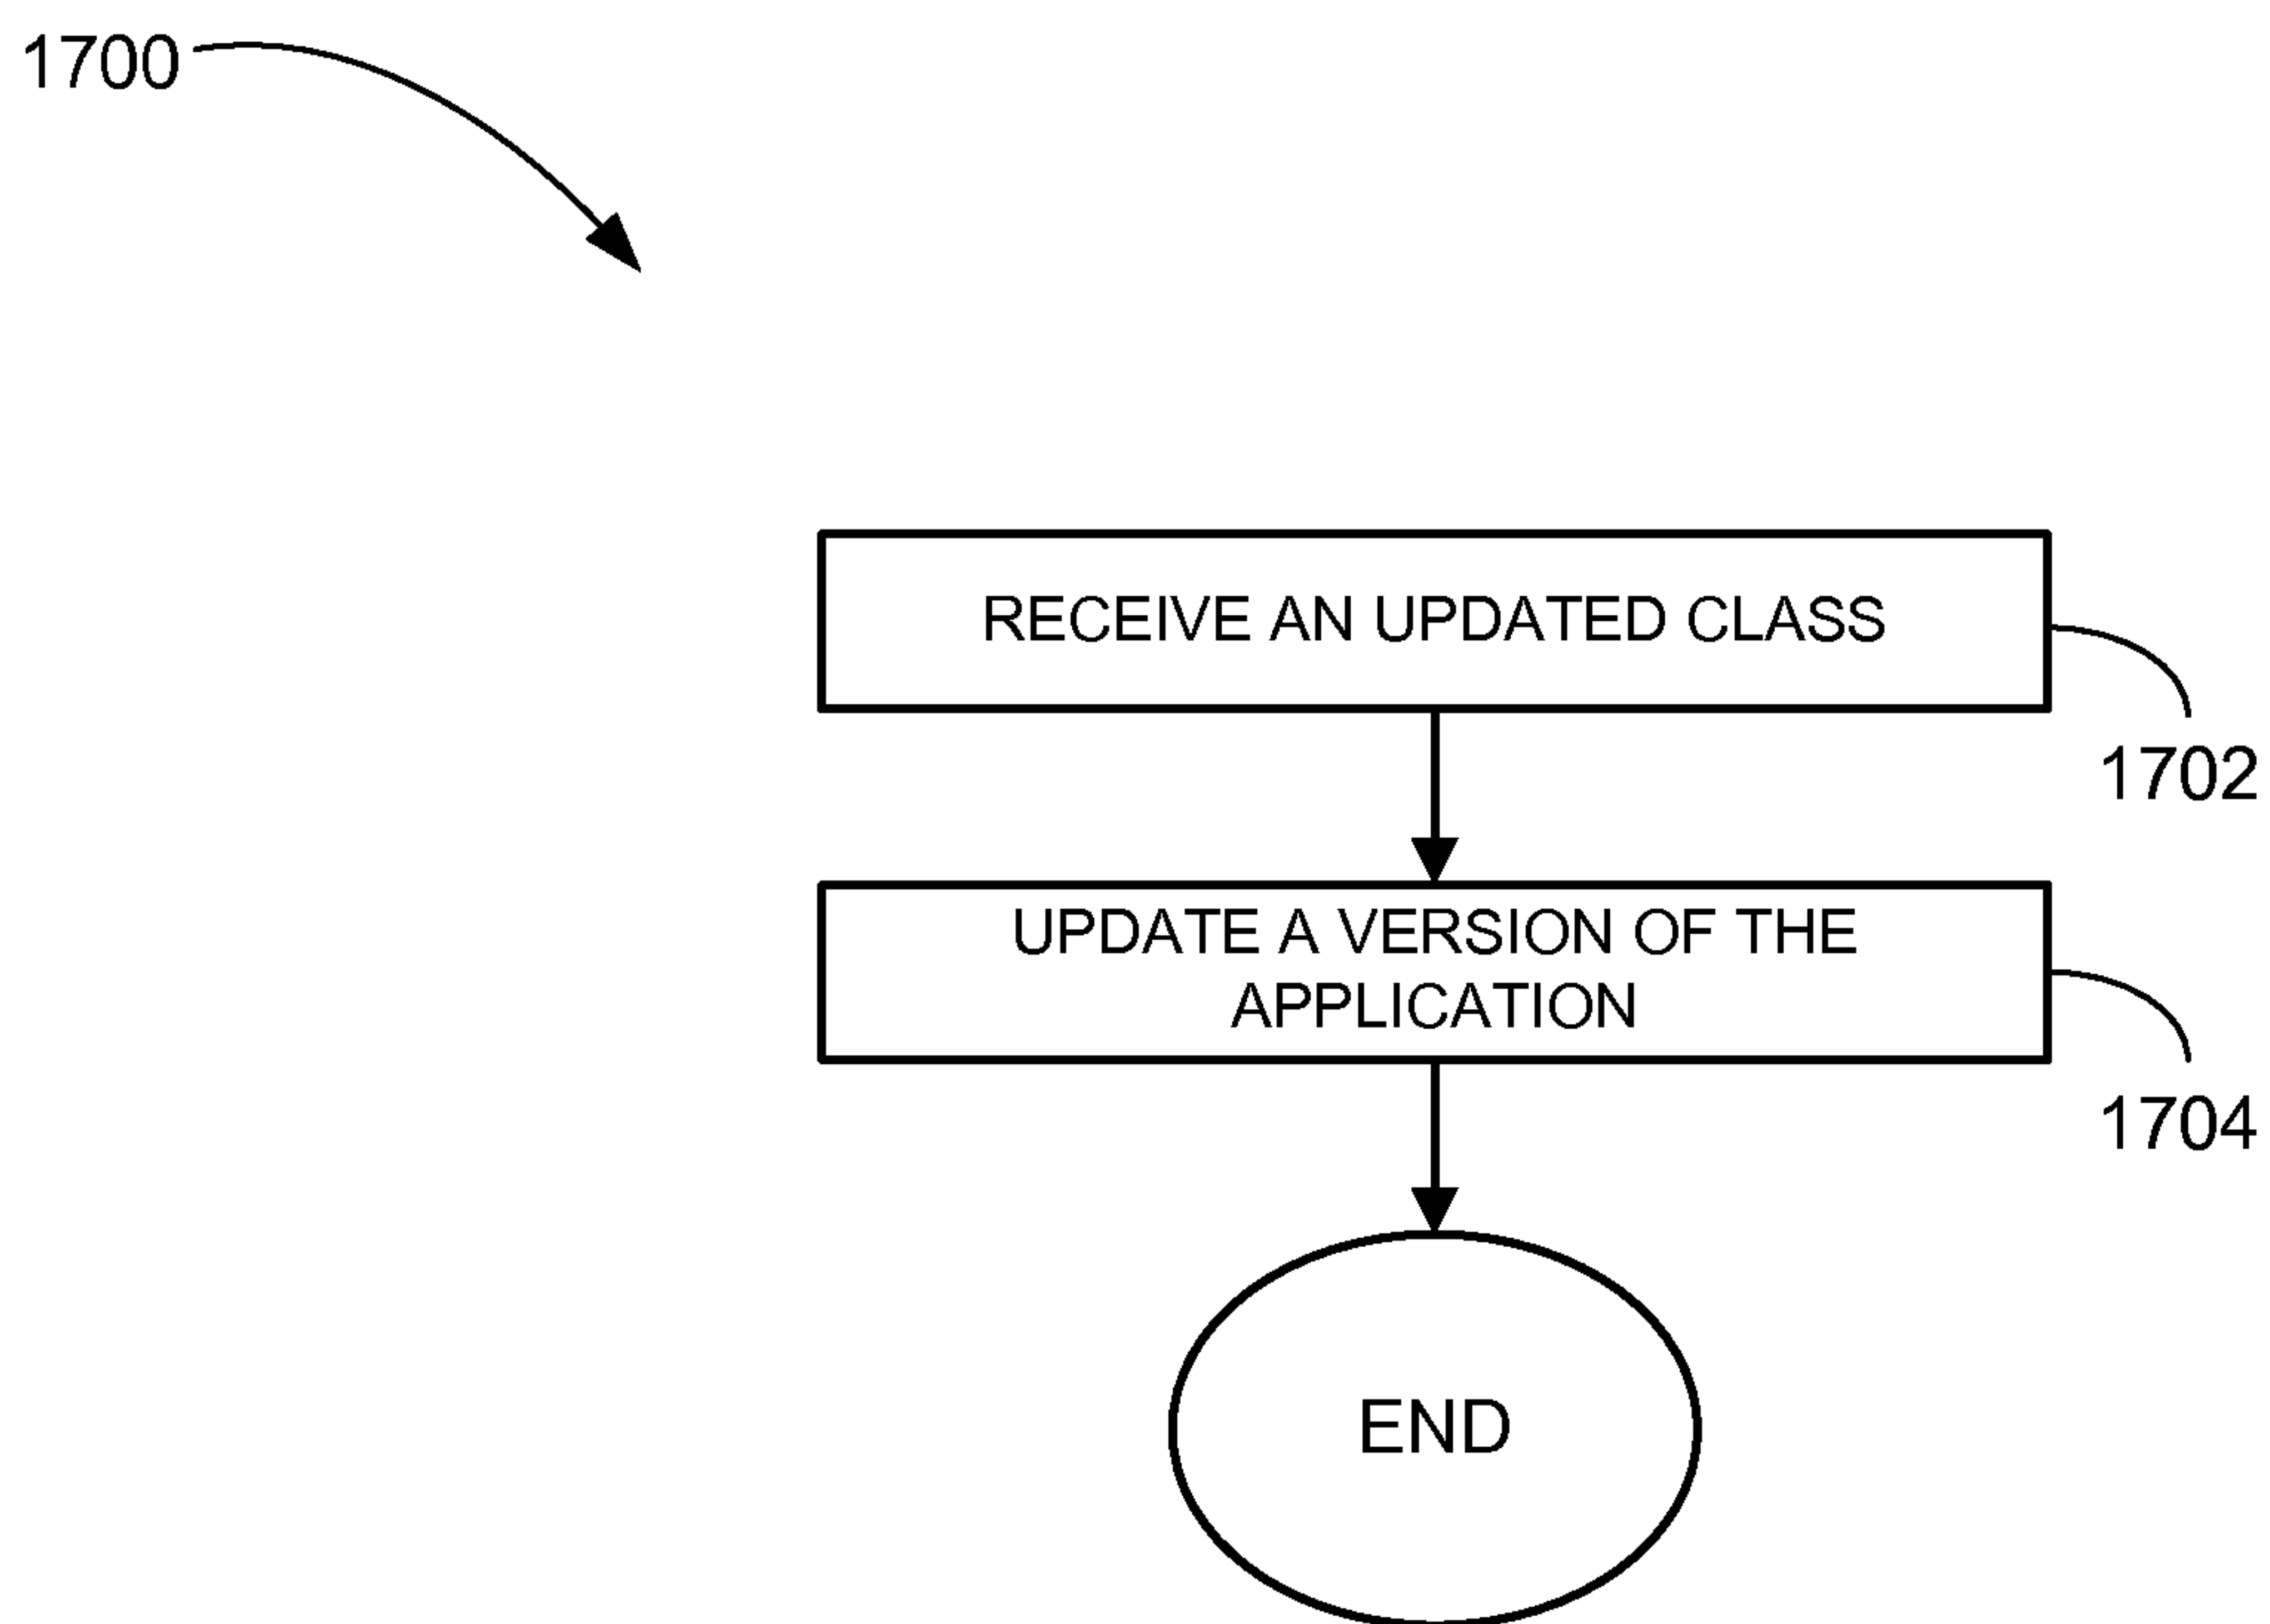 1700
RECEIVE AN UPDATED CLASS
1702
UPDATE A VERSION OF THE
APPLICATION
1704
END